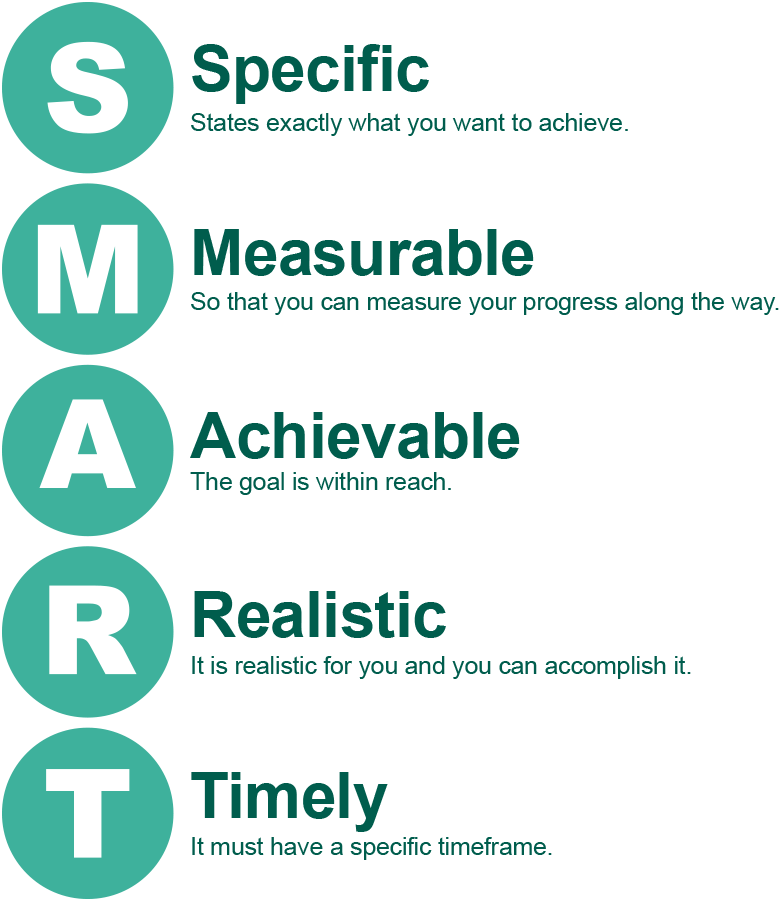 S
Specific
States exactly what you want to achieve.
M
Measurable
So that you can measure your progress along the way.
A
Achievable
The goal is within reach.
R
Realistic
It is realistic for you and you can accomplish it.
T
Timely
It must have a specific timeframe.